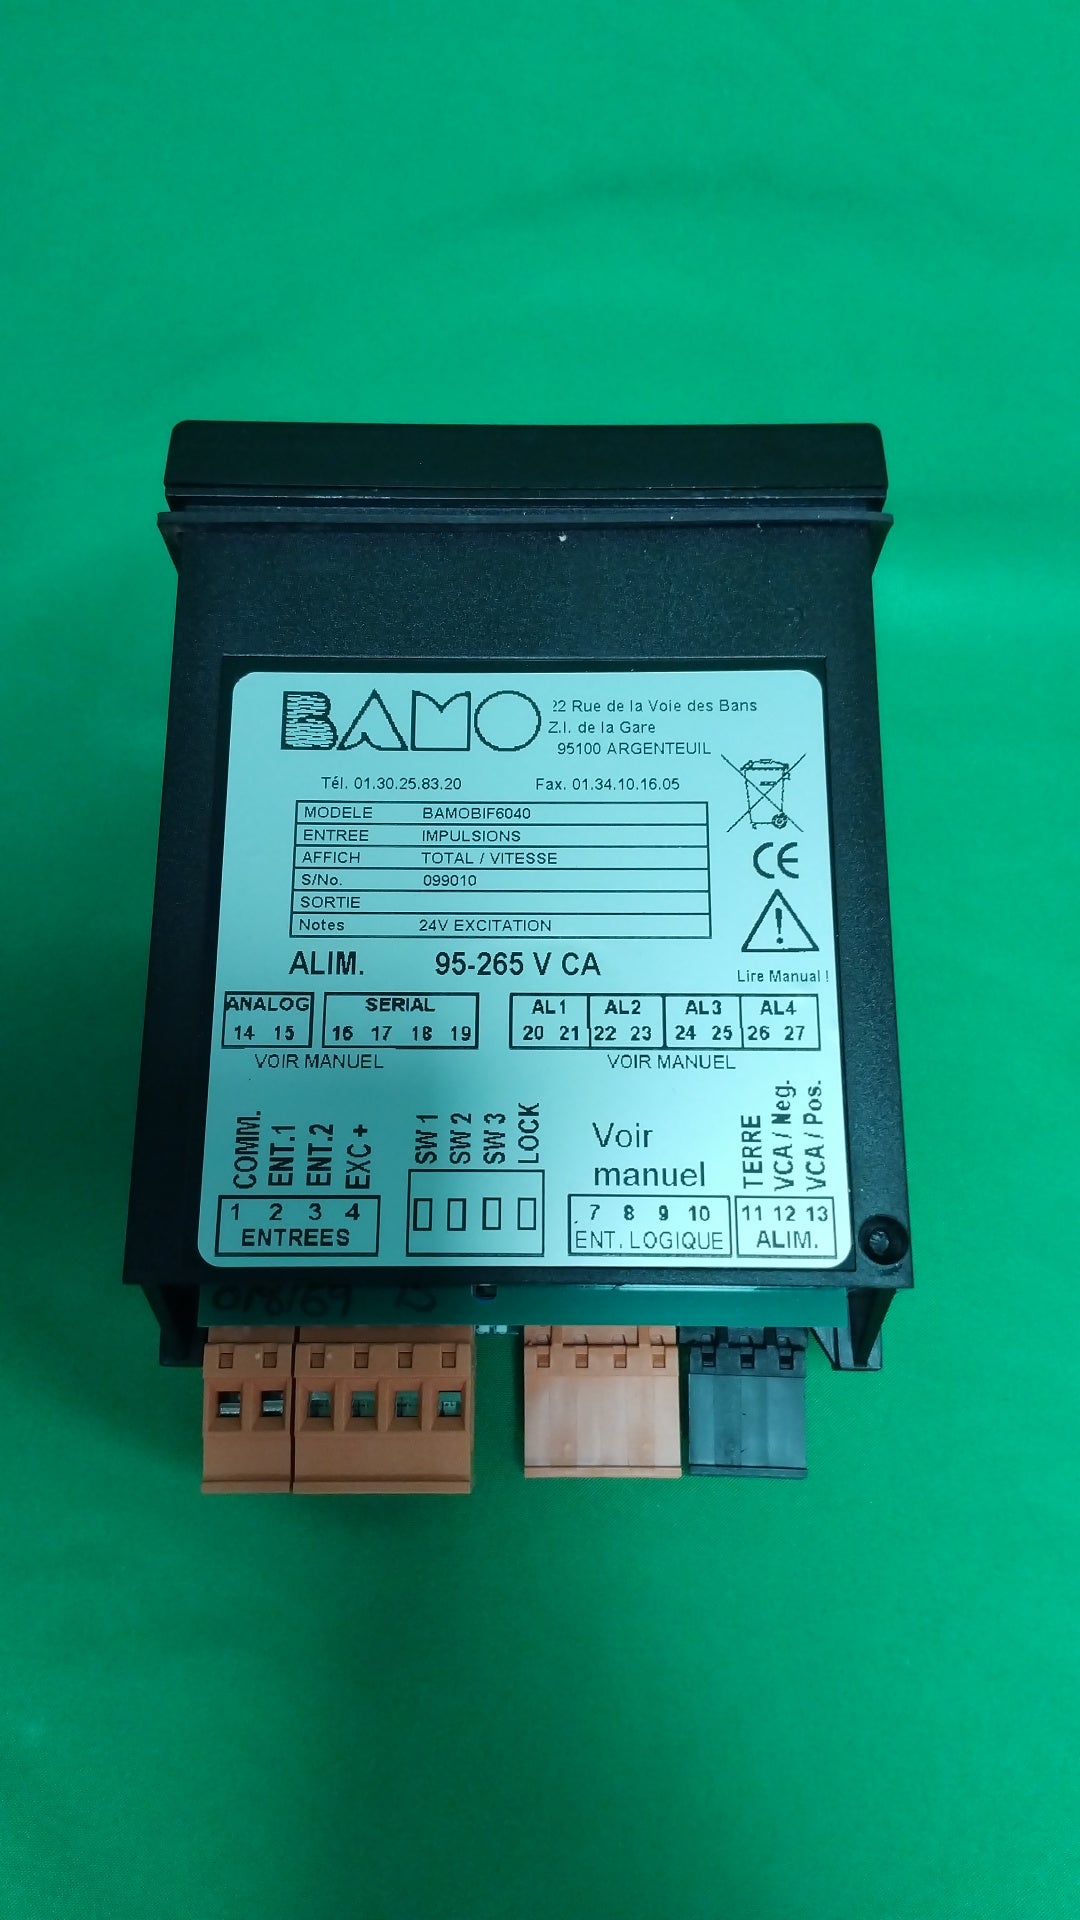 BAMO
22 Rue de la Voie des Bans
Z.I. de la Gare
95100 ARGENTEUIL
Tél. 01.30.25.83.20 Fax. 01.34.10.16.05
MODELE BAMOBIF6040
ENTREE IMPULSIONS
AFFICH TOTAL / VITESSE
S/No. 099010
SORTIE
Notes 24V EXCITATION
CE
Lire Manual !
ALIM. 95-265 V CA
ANALOG SERIAL AL1 AL2 AL3 AL4
14 15 16 17 18 19 20 21 22 23 24 25 26 27
VOIR MANUEL VOIR MANUEL
COMM. ENT.1 ENT.2 EXC +
SW 1 SW 2 SW 3 LOCK
Voir
manuel
TERRE VCA / Neg. VCA / Pos.
1 2 3 4 7 8 9 10 11 12 13
ENTREES ENT. LOGIQUE ALIM.